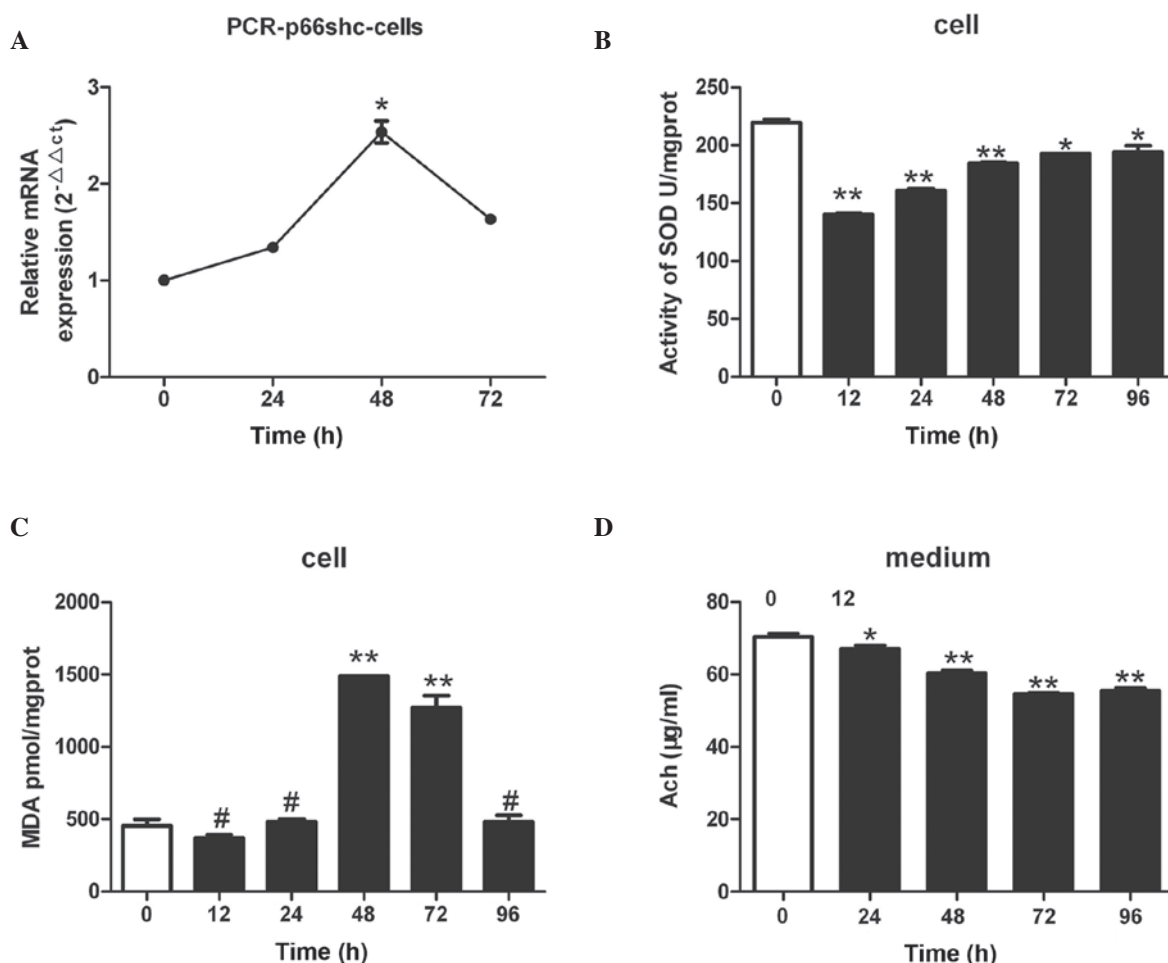 A
PCR-p66shc-cells
Relative mRNA
expression (2^-△△ct)
3
*
2
1
0
0 24 48 72
Time (h)
B
cell
Activity of SOD U/mgprot
250
200
150
100
50
0
** ** ** * *
0 12 24 48 72 96
Time (h)
C
cell
MDA pmol/mgprot
2000
1500
1000
500
0
# # ** ** #
0 12 24 48 72 96
Time (h)
D
medium
Ach (µg/ml)
80
60
40
20
0
0 12
* ** ** **
0 24 48 72 96
Time (h)